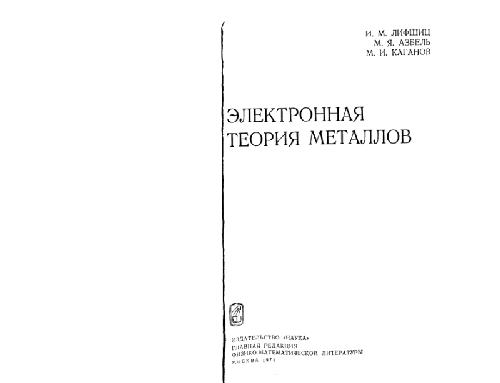 И. М. ЛИФШИЦ
М. Я. АЗБЕЛЬ
М. И. КАГАНОВ
ЭЛЕКТРОННАЯ
ТЕОРИЯ МЕТАЛЛОВ
ИЗДАТЕЛЬСТВО «НАУКА»
ГЛАВНАЯ РЕДАКЦИЯ
ФИЗИКО-МАТЕМАТИЧЕСКОЙ ЛИТЕРАТУРЫ
МОСКВА 1971